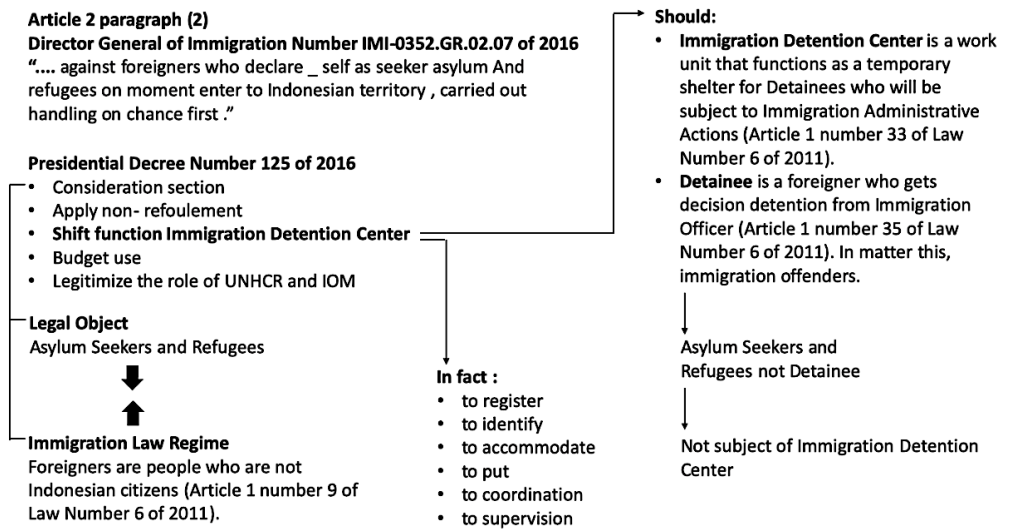 Article 2 paragraph (2)
Director General of Immigration Number IMI-0352.GR.02.07 of 2016
“.... against foreigners who declare _ self as seeker asylum And
refugees on moment enter to Indonesian territory , carried out
handling on chance first .”
Presidential Decree Number 125 of 2016
• Consideration section
• Apply non- refoulement
• Shift function Immigration Detention Center
• Budget use
• Legitimize the role of UNHCR and IOM
Legal Object
Asylum Seekers and Refugees
Immigration Law Regime
Foreigners are people who are not
Indonesian citizens (Article 1 number 9 of
Law Number 6 of 2011).
In fact :
• to register
• to identify
• to accommodate
• to put
• to coordination
• to supervision
Should:
• Immigration Detention Center is a work
unit that functions as a temporary
shelter for Detainees who will be
subject to Immigration Administrative
Actions (Article 1 number 33 of Law
Number 6 of 2011).
• Detainee is a foreigner who gets
decision detention from Immigration
Officer (Article 1 number 35 of Law
Number 6 of 2011). In matter this,
immigration offenders.
Asylum Seekers and
Refugees not Detainee
Not subject of Immigration Detention
Center